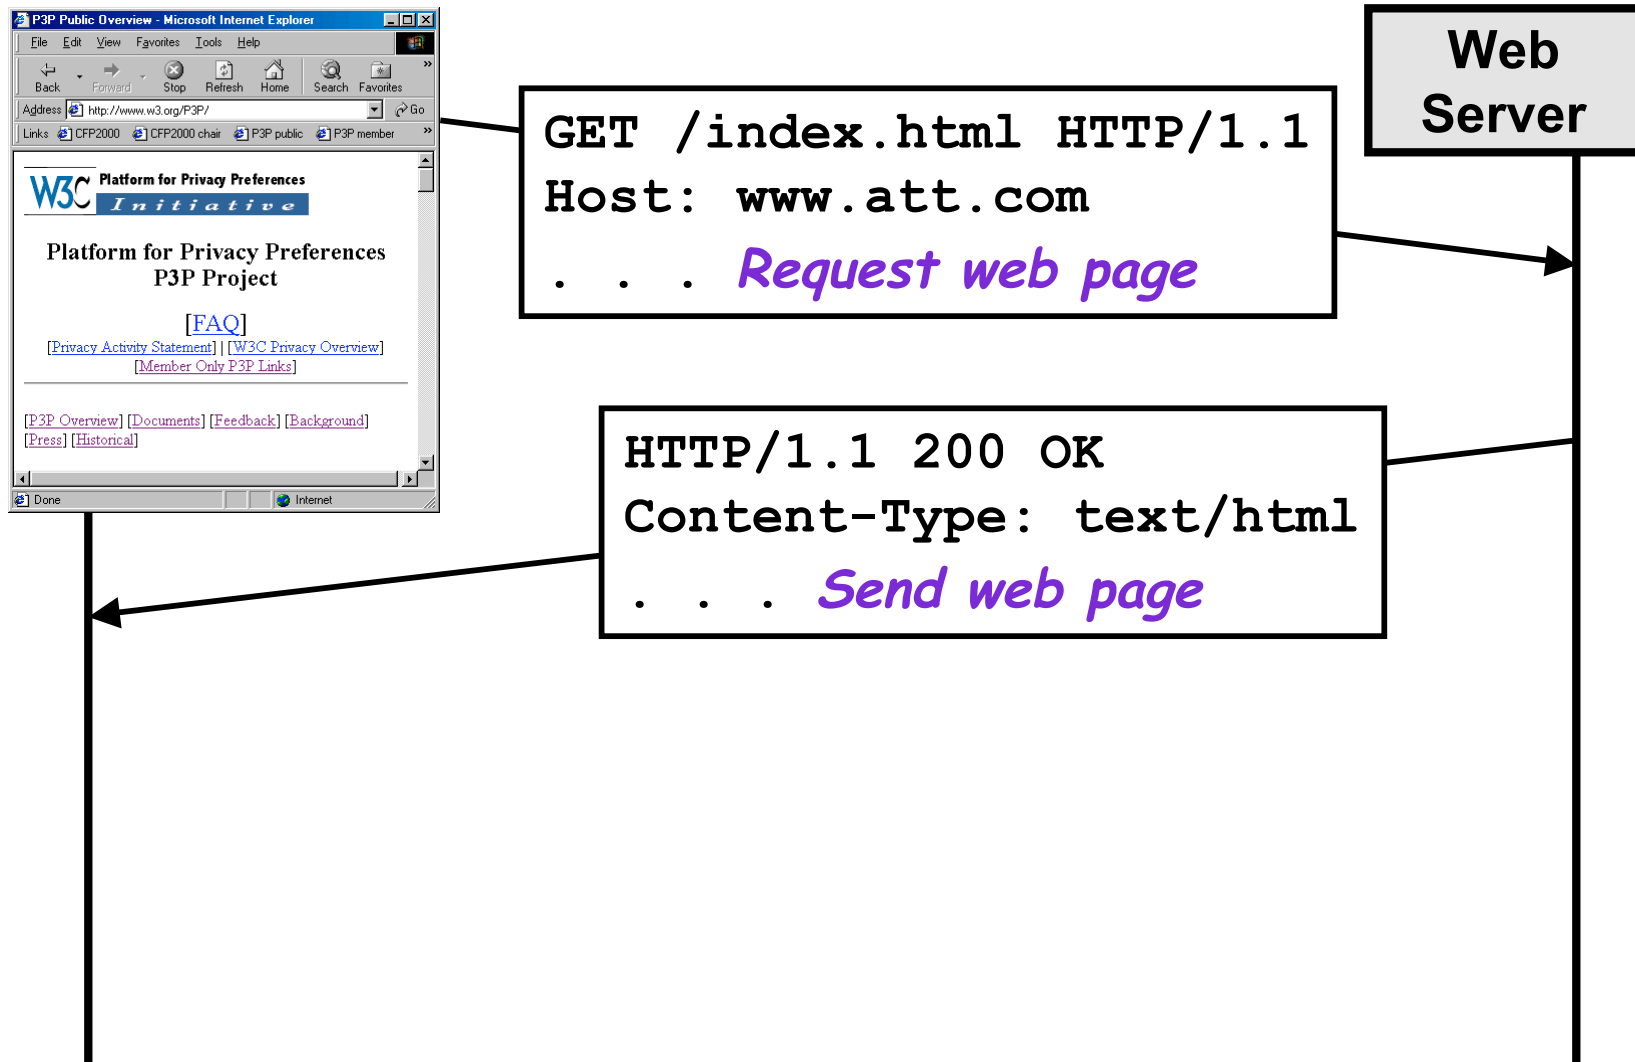 P3P Public Overview - Microsoft Internet Explorer
File Edit View Favorites Tools Help
Back Forward Stop Refresh Home Search Favorites »
Address http://www.w3.org/P3P/ Go
Links CFP2000 CFP2000 chair P3P public P3P member »
W3C Platform for Privacy Preferences
Initiative
Platform for Privacy Preferences
P3P Project
[FAQ]
[Privacy Activity Statement] | [W3C Privacy Overview]
[Member Only P3P Links]
[P3P Overview] [Documents] [Feedback] [Background]
[Press] [Historical]
Done Internet
GET /index.html HTTP/1.1
Host: www.att.com
. . . Request web page
Web
Server
HTTP/1.1 200 OK
Content-Type: text/html
. . . Send web page